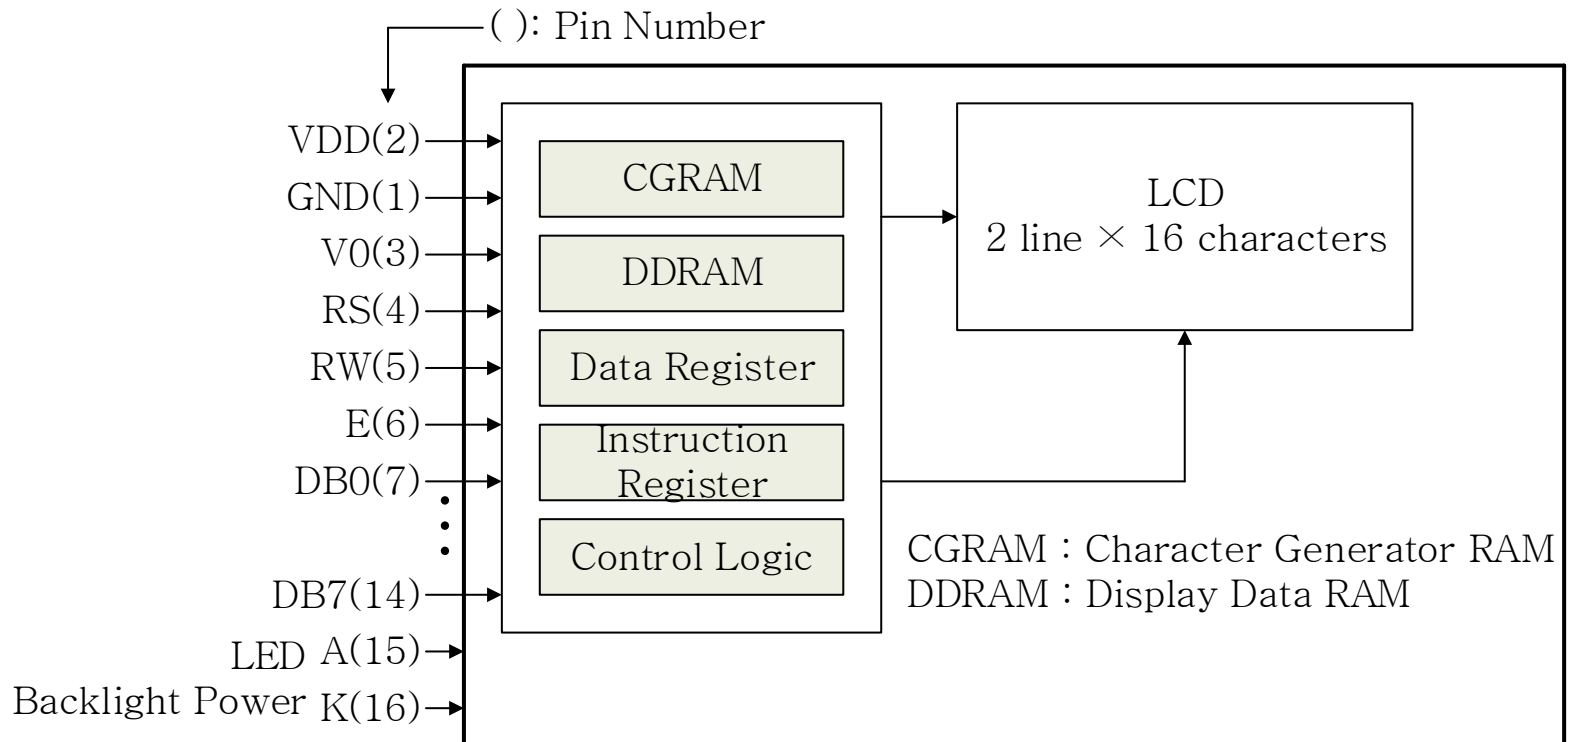 ( ): Pin Number
VDD(2)
GND(1)
V0(3)
RS(4)
RW(5)
E(6)
DB0(7)
DB7(14)
LED A(15)
Backlight Power K(16)
CGRAM
DDRAM
Data Register
Instruction
Register
Control Logic
LCD
2 line × 16 characters
CGRAM : Character Generator RAM
DDRAM : Display Data RAM